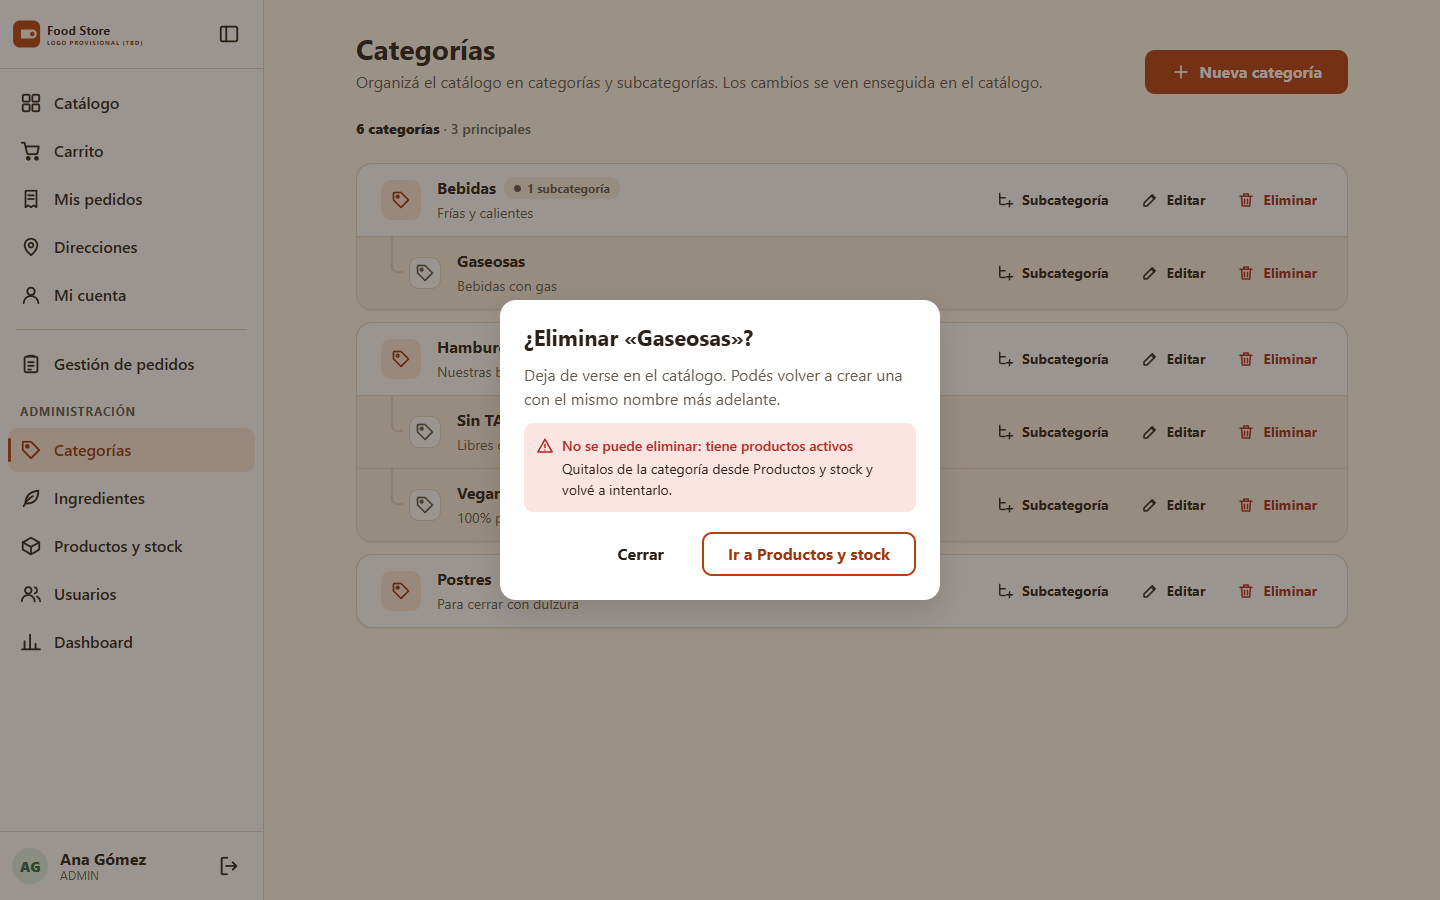 Food Store
LOGO PROVISIONAL (TBD)
Catálogo
Carrito
Mis pedidos
Direcciones
Mi cuenta
Gestión de pedidos
ADMINISTRACIÓN
Categorías
Ingredientes
Productos y stock
Usuarios
Dashboard
AG
Ana Gómez
ADMIN
Categorías
Organizá el catálogo en categorías y subcategorías. Los cambios se ven enseguida en el catálogo.
Nueva categoría
6 categorías · 3 principales
Bebidas
1 subcategoría
Frías y calientes
Subcategoría Editar Eliminar
Gaseosas
Bebidas con gas
Subcategoría Editar Eliminar
Nuestras
Subcategoría Editar Eliminar
Sin
Libres
Subcategoría Editar Eliminar
100%
Subcategoría Editar Eliminar
Postres
Para cerrar con dulzura
Subcategoría Editar Eliminar
¿Eliminar «Gaseosas»?
Deja de verse en el catálogo. Podés volver a crear una
con el mismo nombre más adelante.
No se puede eliminar: tiene productos activos
Quitalos de la categoría desde Productos y stock y
volvé a intentarlo.
Cerrar
Ir a Productos y stock